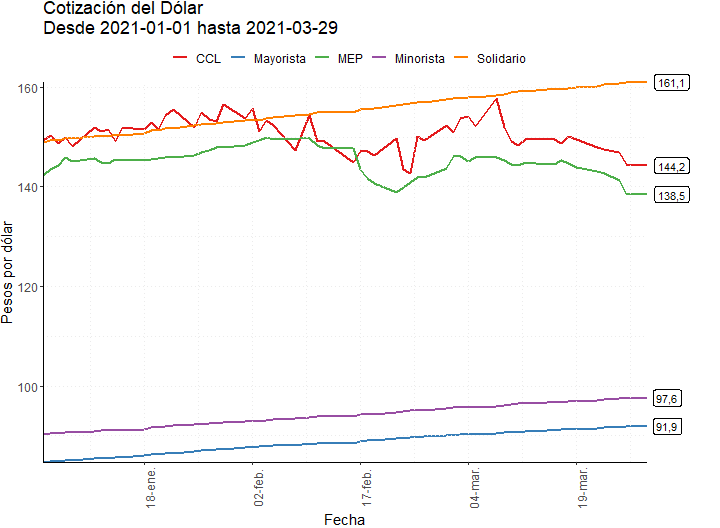 Cotización del Dólar
Desde 2021-01-01 hasta 2021-03-29
CCL Mayorista MEP Minorista Solidario
160
140
120
100
Pesos por dólar
161,1
144,2
138,5
97,6
91,9
18-ene.
02-feb.
17-feb.
04-mar.
19-mar.
Fecha